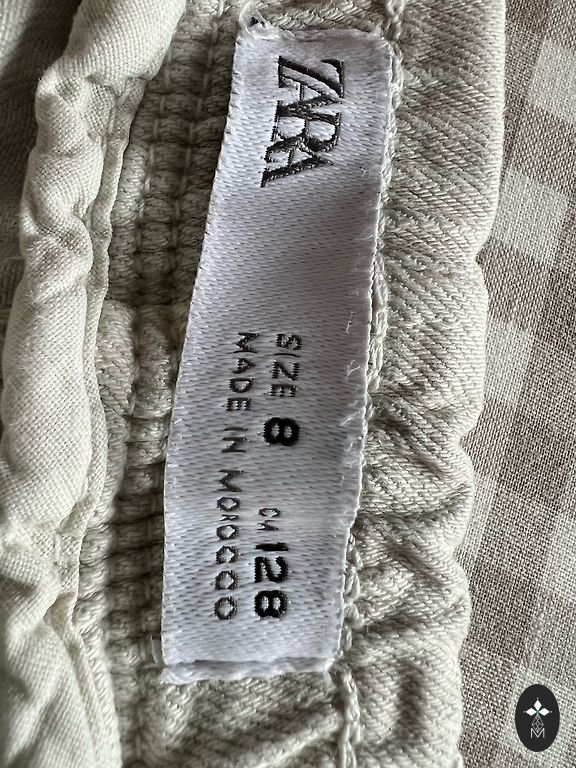 ZARA
SIZE 8 CM 128
MADE IN MOROCCO
M